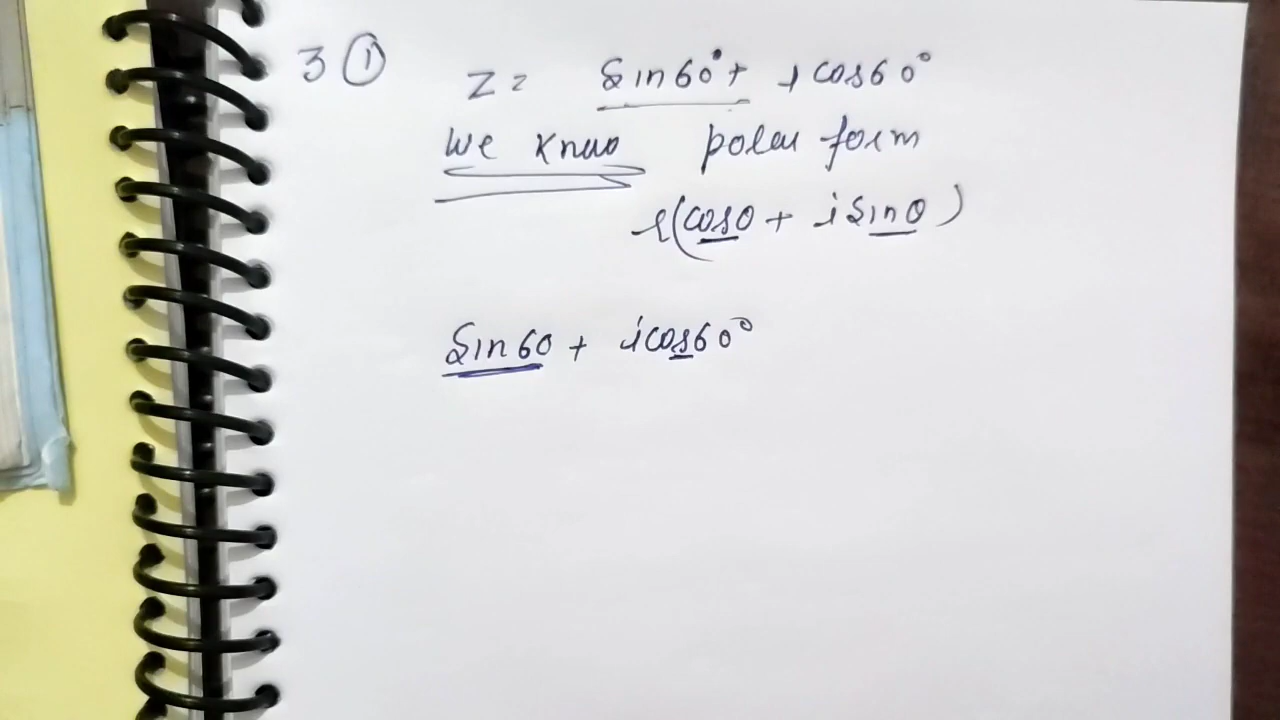 3 ①
Z = Sin60° + i cos60°
We know polar form
r(cosθ + i Sinθ)
Sin60 + i cos60°